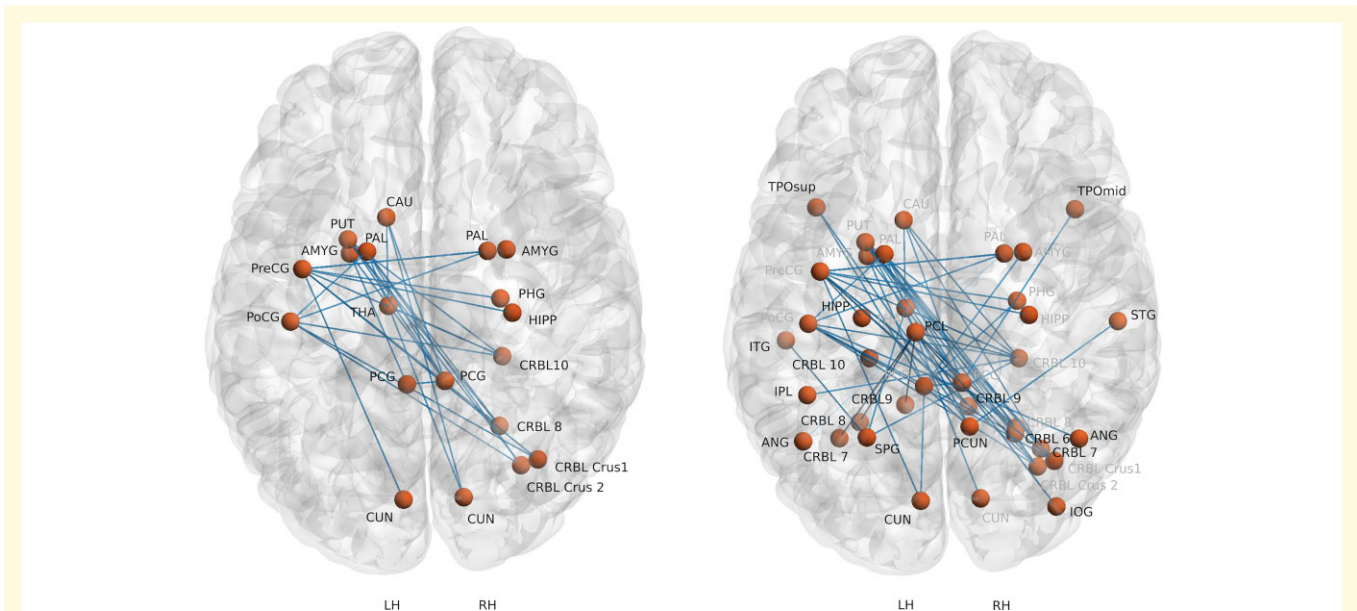 CAU
PUT
PAL
AMYG
PreCG
PoCG
THA
PCG
PAL
AMYG
PHG
HIPP
CRBL10
PCG
CRBL 8
CRBL Crus1
CRBL Crus 2
CUN
CUN
LH
RH
TPOsup
TPOmid
CAU
PUT
PAL
AMYG
PreCG
PAL
AMYG
PHG
HIPP
HIPP
PoCG
PCL
STG
ITG
CRBL 10
CRBL 10
IPL
CRBL9
CRBL 9
CRBL 8
CRBL 8
ANG
CRBL 7
SPG
PCUN
CRBL 6
ANG
CRBL 7
CRBL Crus1
CRBL Crus 2
CUN
CUN
IOG
LH
RH